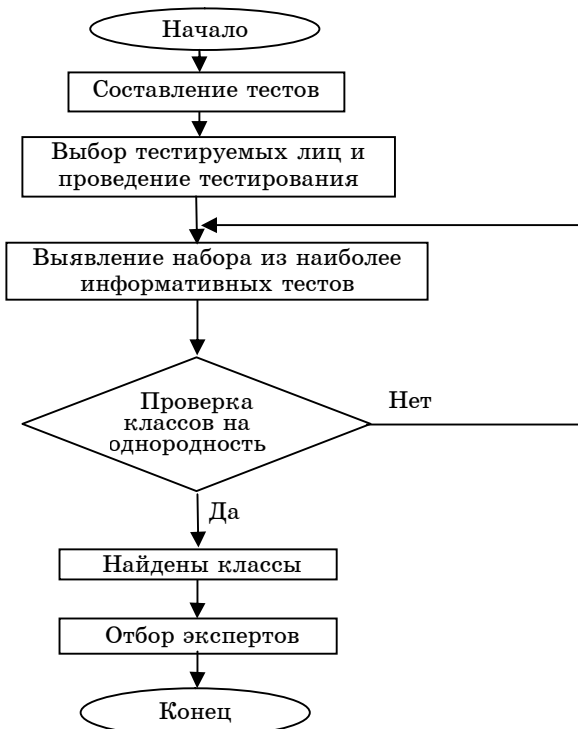 Начало
Составление тестов
Выбор тестируемых лиц и
проведение тестирования
Выявление набора из наиболее
информативных тестов
Проверка
классов на
однородность
Нет
Да
Найдены классы
Отбор экспертов
Конец